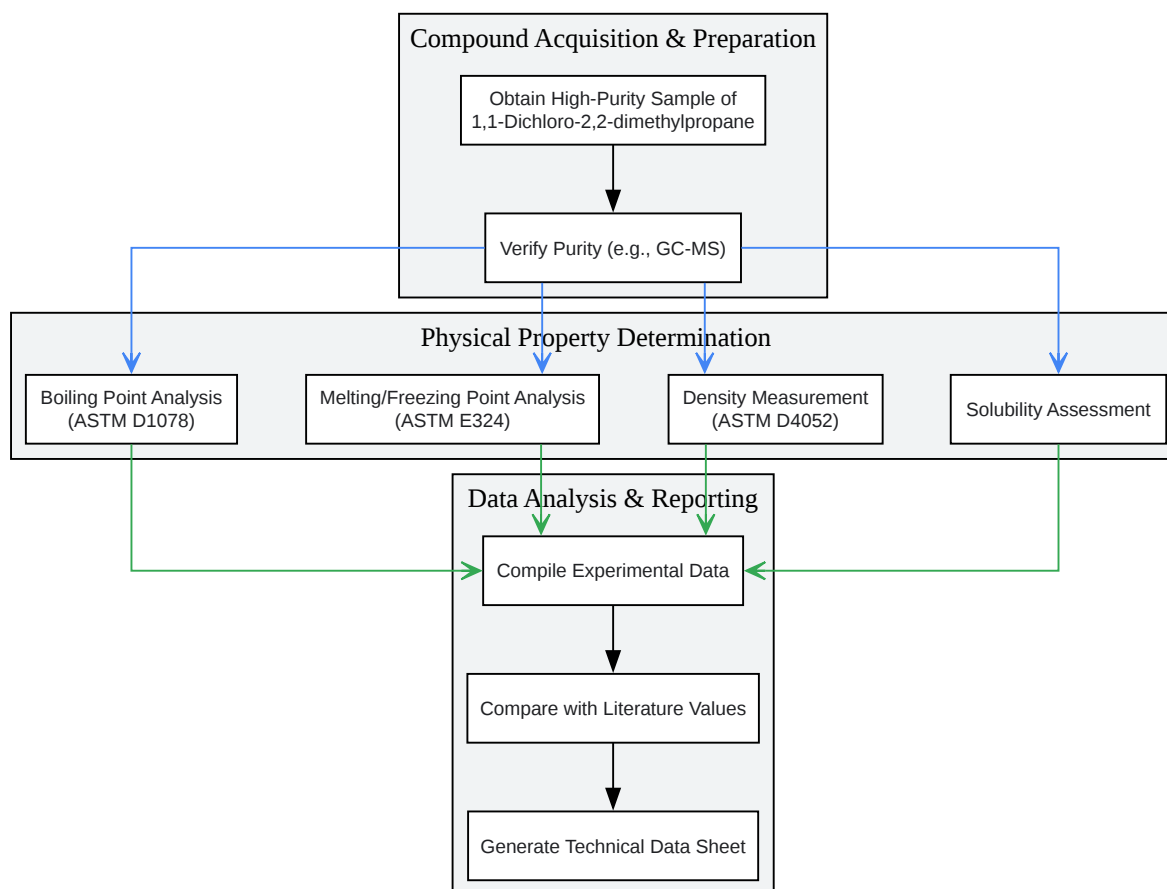 Compound Acquisition & Preparation
Obtain High-Purity Sample of
1,1-Dichloro-2,2-dimethylpropane
Verify Purity (e.g., GC-MS)
Physical Property Determination
Boiling Point Analysis
(ASTM D1078)
Melting/Freezing Point Analysis
(ASTM E324)
Density Measurement
(ASTM D4052)
Solubility Assessment
Data Analysis & Reporting
Compile Experimental Data
Compare with Literature Values
Generate Technical Data Sheet